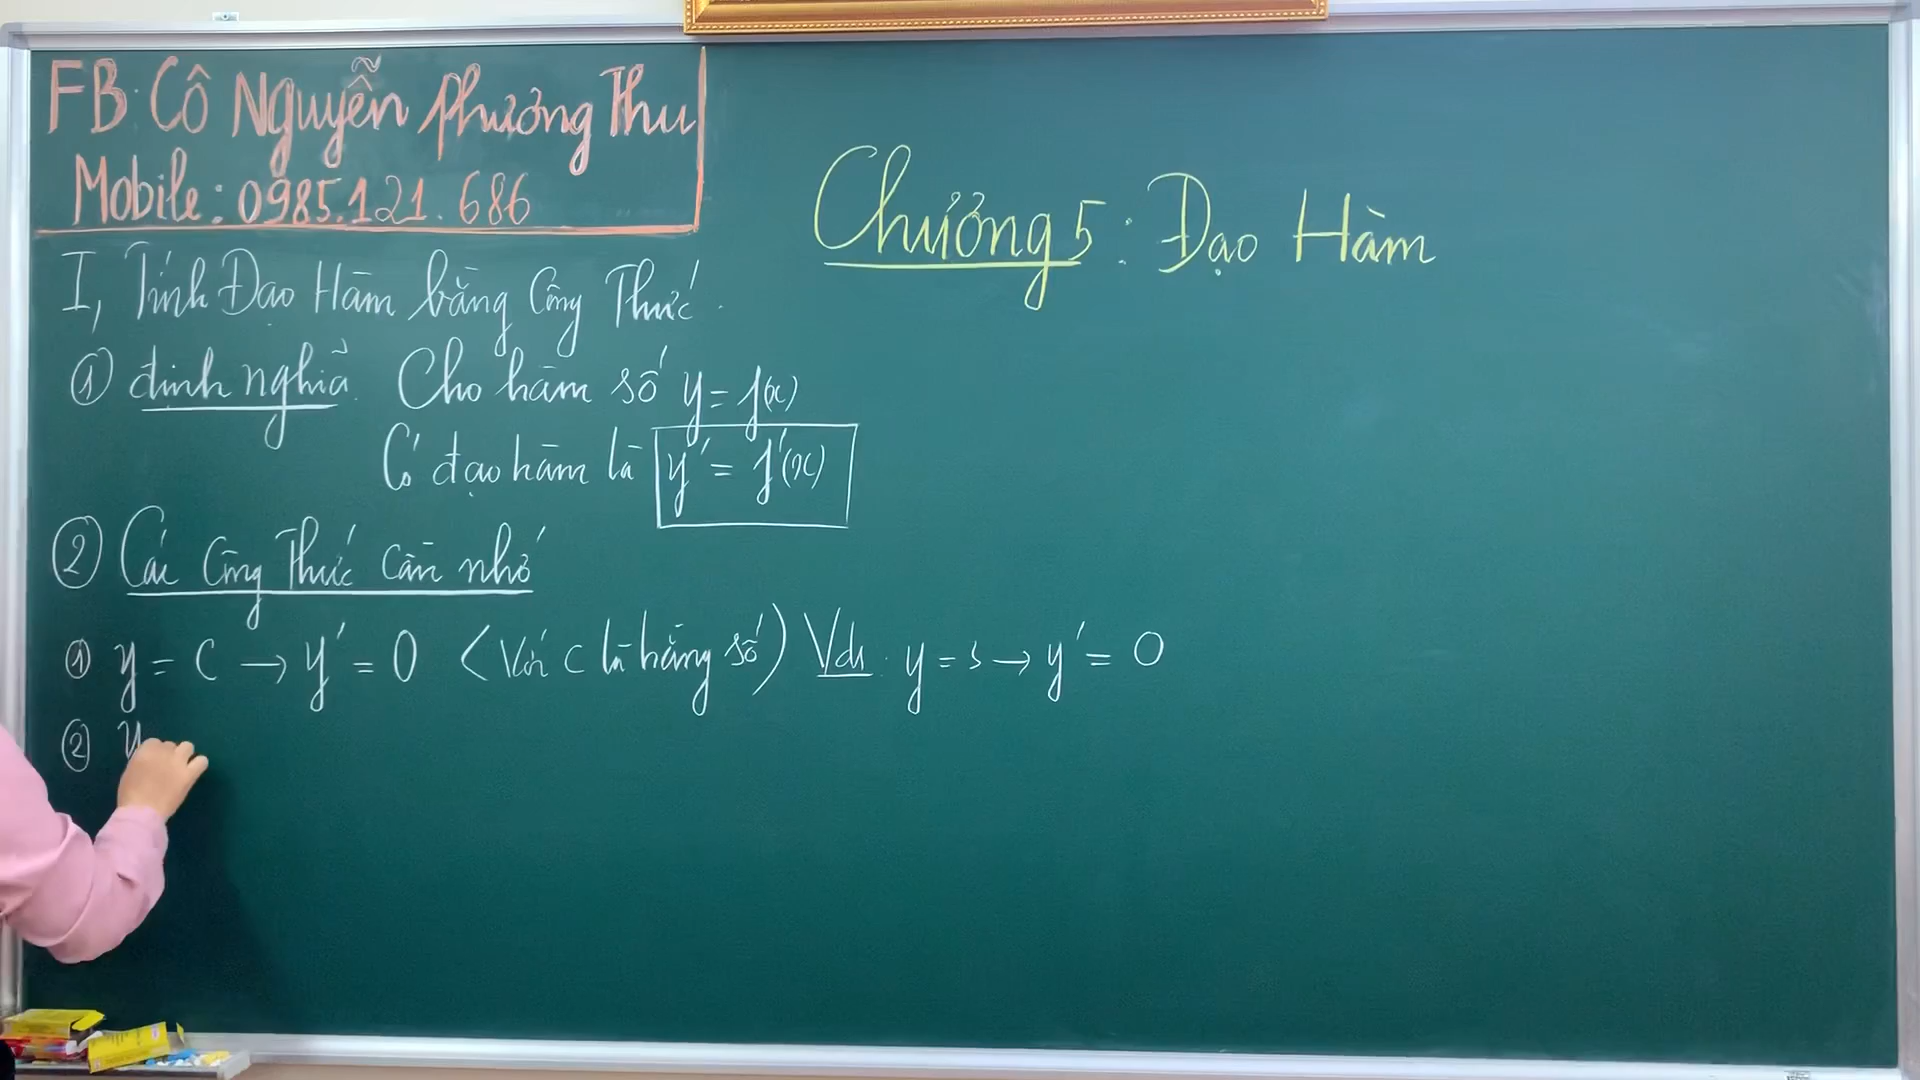 FB: Cô Nguyễn Phương Thu
Mobile: 0985.121.686
Chương 5: Đạo Hàm
I, Tính Đạo Hàm bằng Công Thức.
① định nghĩa. Cho hàm số y = f(x)
Có đạo hàm là y' = f'(x)
② Các Công Thức cần nhớ
① y = C → y' = 0 (Với C là hằng số) Vd: y = 3 → y' = 0
② y